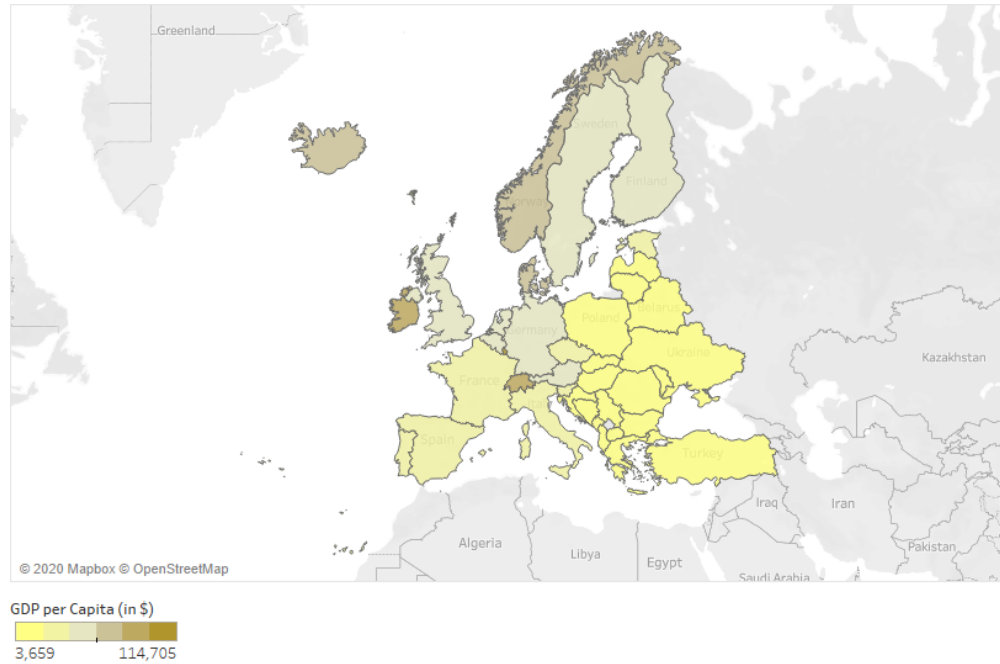 Greenland
Sweden
Finland
Norway
Belarus
Poland
Germany
Ukraine
Kazakhstan
France
Italy
Spain
Turkey
Iraq
Iran
Algeria
Libya
Egypt
Pakistan
Saudi Arabia
© 2020 Mapbox © OpenStreetMap
GDP per Capita (in $)
3,659 114,705